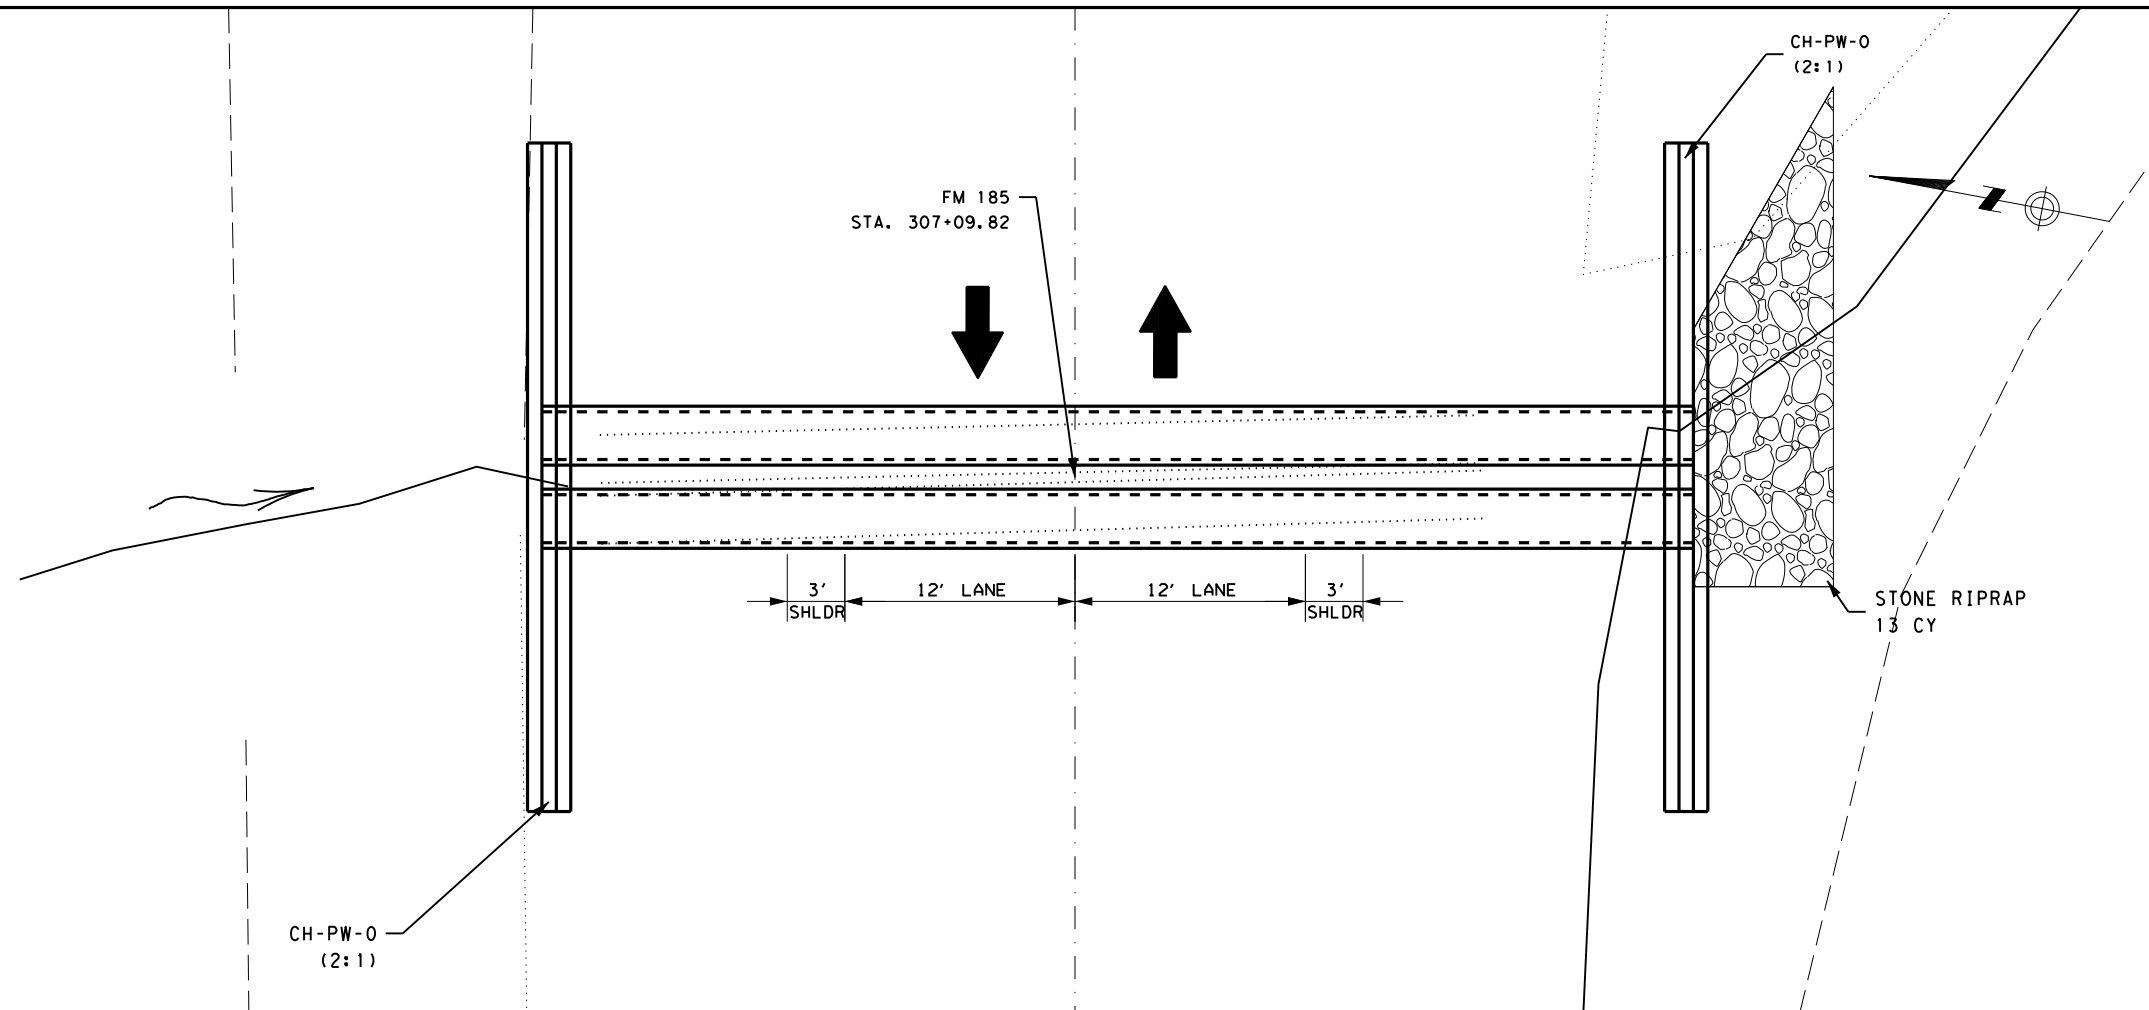 CH-PW-0
(2:1)
FM 185
STA. 307+09.82
N
3' 12' LANE 12' LANE 3'
SHLDR SHLDR
STONE RIPRAP
13 CY
CH-PW-0
(2:1)